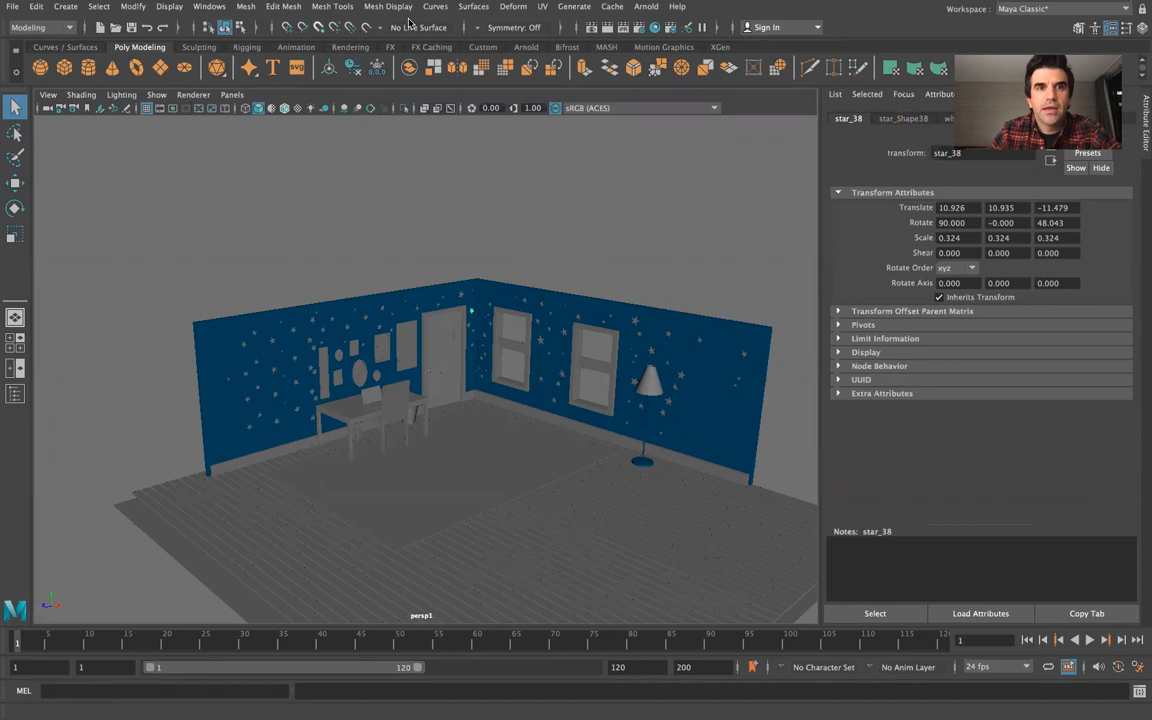 File Edit Create Select Modify Display Windows Mesh Edit Mesh Mesh Tools Mesh Display Curves Surfaces Deform UV Generate Cache Arnold Help
Workspace : Maya Classic*
Modeling No Live Surface Symmetry: Off Sign In
Curves / Surfaces Poly Modeling Sculpting Rigging Animation Rendering FX FX Caching Custom Arnold Bifrost MASH Motion Graphics XGen
SVG
View Shading Lighting Show Renderer Panels
0.00 1.00 sRGB (ACES)
List Selected Focus
star_38 star_Shape38
transform: star_38
Presets
Show Hide
Transform Attributes
Translate 10.926 10.935 -11.479
Rotate 90.000 -0.000 48.043
Scale 0.324 0.324 0.324
Shear 0.000 0.000 0.000
Rotate Order xyz
Rotate Axis 0.000 0.000 0.000
Inherits Transform
Transform Offset Parent Matrix
Pivots
Limit Information
Display
Node Behavior
UUID
Extra Attributes
Notes: star_38
Select Load Attributes Copy Tab
Attribute Editor
persp1
5 10 15 20 25 30 35 40 45 50 55 60 65 70 75 80 85 90 95 100 105 110 115 1
1 1 1 120 120 200 No Character Set No Anim Layer 24 fps
MEL